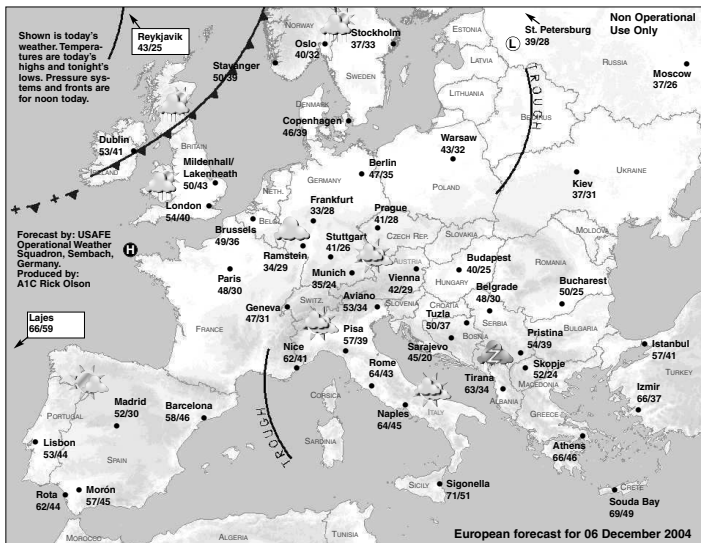 Shown is today's
weather. Tempera-
tures are today's
highs and tonight's
lows. Pressure sys-
tems and fronts are
for noon today.
Reykjavik
43/25
NORWAY
Oslo
40/32
Stockholm
37/33
St. Petersburg
39/28
Non Operational
Use Only
L
ESTONIA
LATVIA
LITHUANIA
RUSSIA
Moscow
37/26
Stavanger
50/39
SWEDEN
TROUGH
BELARUS
DENMARK
Copenhagen
46/39
Dublin
53/41
IRELAND
BRITAIN
Mildenhall/
Lakenheath
50/43
London
54/40
Warsaw
43/32
POLAND
Berlin
47/35
GERMANY
NETH.
UKRAINE
Kiev
37/31
Frankfurt
33/28
Prague
41/28
BELG.
Brussels
49/36
CZECH REP.
SLOVAKIA
Stuttgart
41/26
Ramstein
34/29
Forecast by: USAFE
Operational Weather
Squadron, Sembach,
Germany.
Produced by:
A1C Rick Olson
H
Paris
48/30
Munich
35/24
AUSTRIA
Vienna
42/29
Budapest
40/25
HUNGARY
MOLDOVA
ROMANIA
Bucharest
50/25
Belgrade
48/30
Lajes
66/59
Geneva
47/31
SWITZ.
Aviano
53/34
SLOVENIA
CROATIA
Tuzla
50/37
BOSNIA
SERBIA
FRANCE
Pisa
57/39
Nice
62/41
Sarajevo
45/20
Pristina
54/39
BULGARIA
Istanbul
57/41
Skopje
52/24
MACEDONIA
TURKEY
Rome
64/43
Tirana
63/34
ALBANIA
Izmir
66/37
Madrid
52/30
Barcelona
58/46
PORTUGAL
CORSICA
Naples
64/45
ITALY
GREECE
TROUGH
SARDINIA
Lisbon
53/44
SPAIN
Athens
66/46
Rota
62/44
Morón
57/45
SICILY
Sigonella
71/51
CRETE
Souda Bay
69/49
MOROCCO
ALGERIA
TUNISIA
European forecast for 06 December 2004